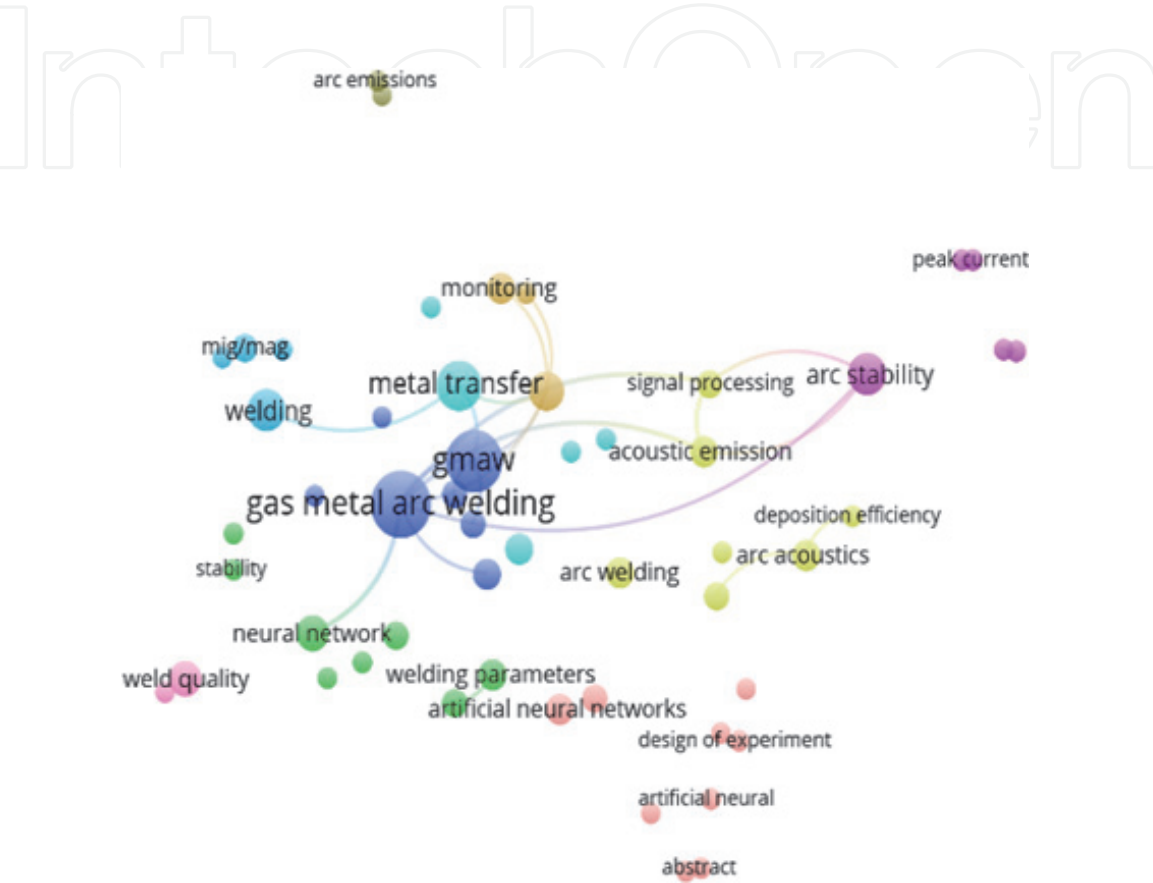 IntechOpen
arc emissions
peak current
monitoring
mig/mag
metal transfer
signal processing
arc stability
welding
gmaw
acoustic emission
gas metal arc welding
deposition efficiency
arc acoustics
stability
arc welding
neural network
weld quality
welding parameters
artificial neural networks
design of experiment
artificial neural
abstract